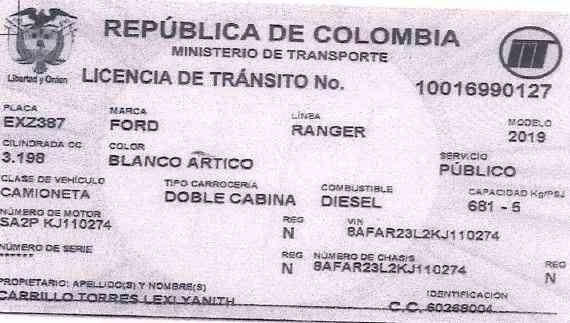 REPÚBLICA DE COLOMBIA
MINISTERIO DE TRANSPORTE
Libertad y Orden
LICENCIA DE TRÁNSITO No. 10016990127
PLACA MARCA LÍNEA MODELO
EXZ387 FORD RANGER 2019
CILINDRADA CC COLOR SERVICIO
3.198 BLANCO ARTICO PÚBLICO
CLASE DE VEHÍCULO TIPO CARROCERÍA COMBUSTIBLE CAPACIDAD Kg/PSJ
CAMIONETA DOBLE CABINA DIESEL 681 - 5
NÚMERO DE MOTOR REG VIN
SA2P KJ110274 N 8AFAR23L2KJ110274
NÚMERO DE SERIE REG NÚMERO DE CHASIS REG
***** N 8AFAR23L2KJ110274 N
PROPIETARIO: APELLIDO(S) Y NOMBRE(S) IDENTIFICACIÓN
CARRILLO TORRES LEXI YANITH C.C. 60268004